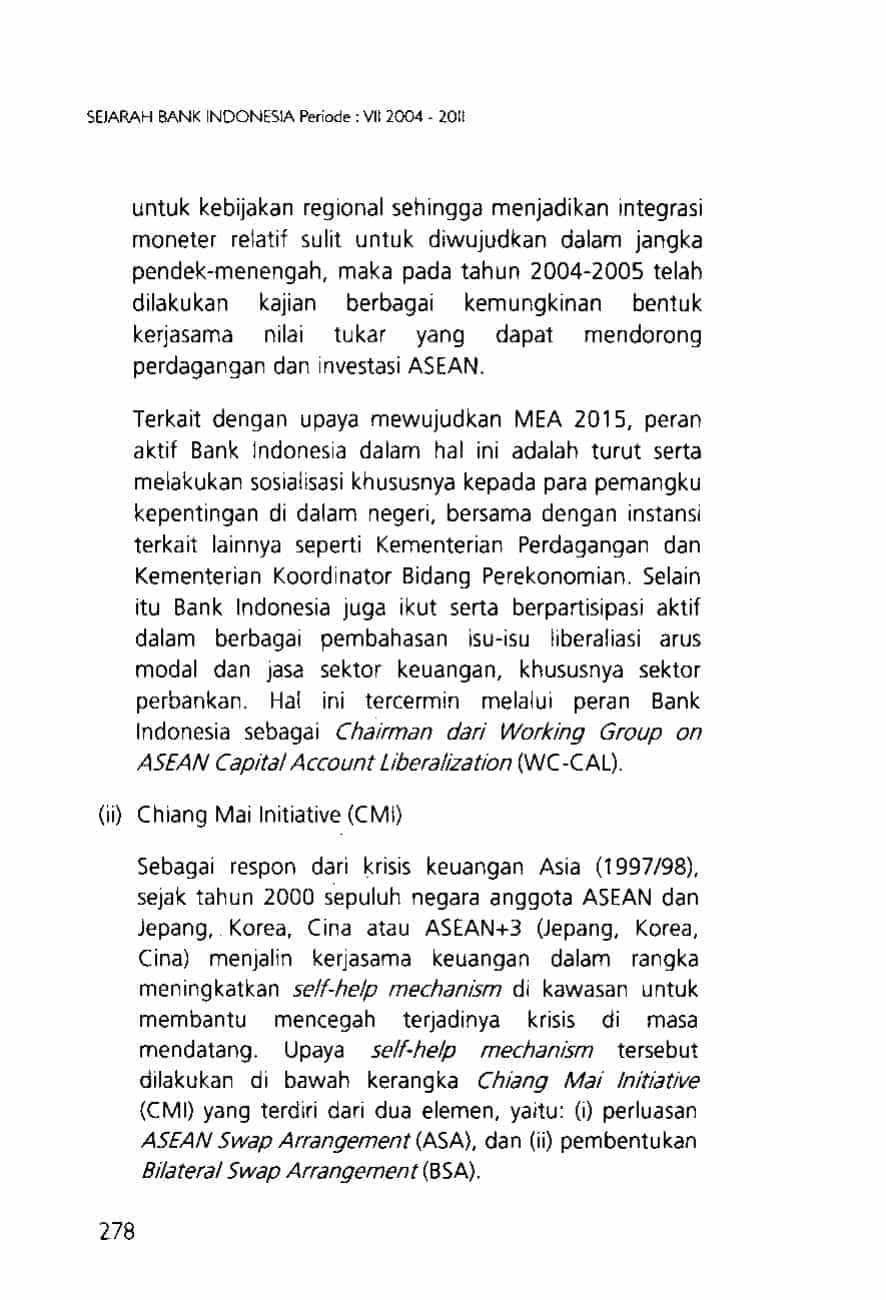 SEJARAH BANK INDONESIA Periode : VII 2004 - 2011
untuk kebijakan regional sehingga menjadikan integrasi
moneter relatif sulit untuk diwujudkan dalam jangka
pendek-menengah, maka pada tahun 2004-2005 telah
dilakukan kajian berbagai kemungkinan bentuk
kerjasama nilai tukar yang dapat mendorong
perdagangan dan investasi ASEAN.
Terkait dengan upaya mewujudkan MEA 2015, peran
aktif Bank Indonesia dalam hal ini adalah turut serta
melakukan sosialisasi khususnya kepada para pemangku
kepentingan di dalam negeri, bersama dengan instansi
terkait lainnya seperti Kementerian Perdagangan dan
Kementerian Koordinator Bidang Perekonomian. Selain
itu Bank Indonesia juga ikut serta berpartisipasi aktif
dalam berbagai pembahasan isu-isu liberaliasi arus
modal dan jasa sektor keuangan, khususnya sektor
perbankan. Hal ini tercermin melalui peran Bank
Indonesia sebagai Chairman dari Working Group on
ASEAN Capital Account Liberalization (WC-CAL).
(ii) Chiang Mai Initiative (CMI)
Sebagai respon dari krisis keuangan Asia (1997/98),
sejak tahun 2000 sepuluh negara anggota ASEAN dan
Jepang, Korea, Cina atau ASEAN+3 (Jepang, Korea,
Cina) menjalin kerjasama keuangan dalam rangka
meningkatkan self-help mechanism di kawasan untuk
membantu mencegah terjadinya krisis di masa
mendatang. Upaya self-help mechanism tersebut
dilakukan di bawah kerangka Chiang Mai Initiative
(CMI) yang terdiri dari dua elemen, yaitu: (i) perluasan
ASEAN Swap Arrangement (ASA), dan (ii) pembentukan
Bilateral Swap Arrangement (BSA).
278